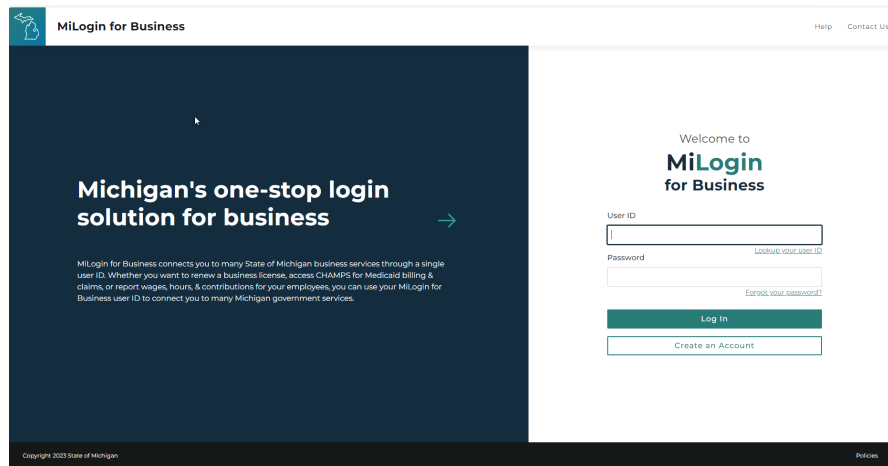 MiLogin for Business
Help Contact Us
Michigan's one-stop login
solution for business
MiLogin for Business connects you to many State of Michigan business services through a single
user ID. Whether you want to renew a business license, access CHAMPS for Medicaid billing &
claims, or report wages, hours, & contributions for your employees, you can use your MiLogin for
Business user ID to connect you to many Michigan government services.
Welcome to
MiLogin
for Business
User ID
Lookup your user ID
Password
Forgot your password?
Log In
Create an Account
Copyright 2023 State of Michigan
Policies